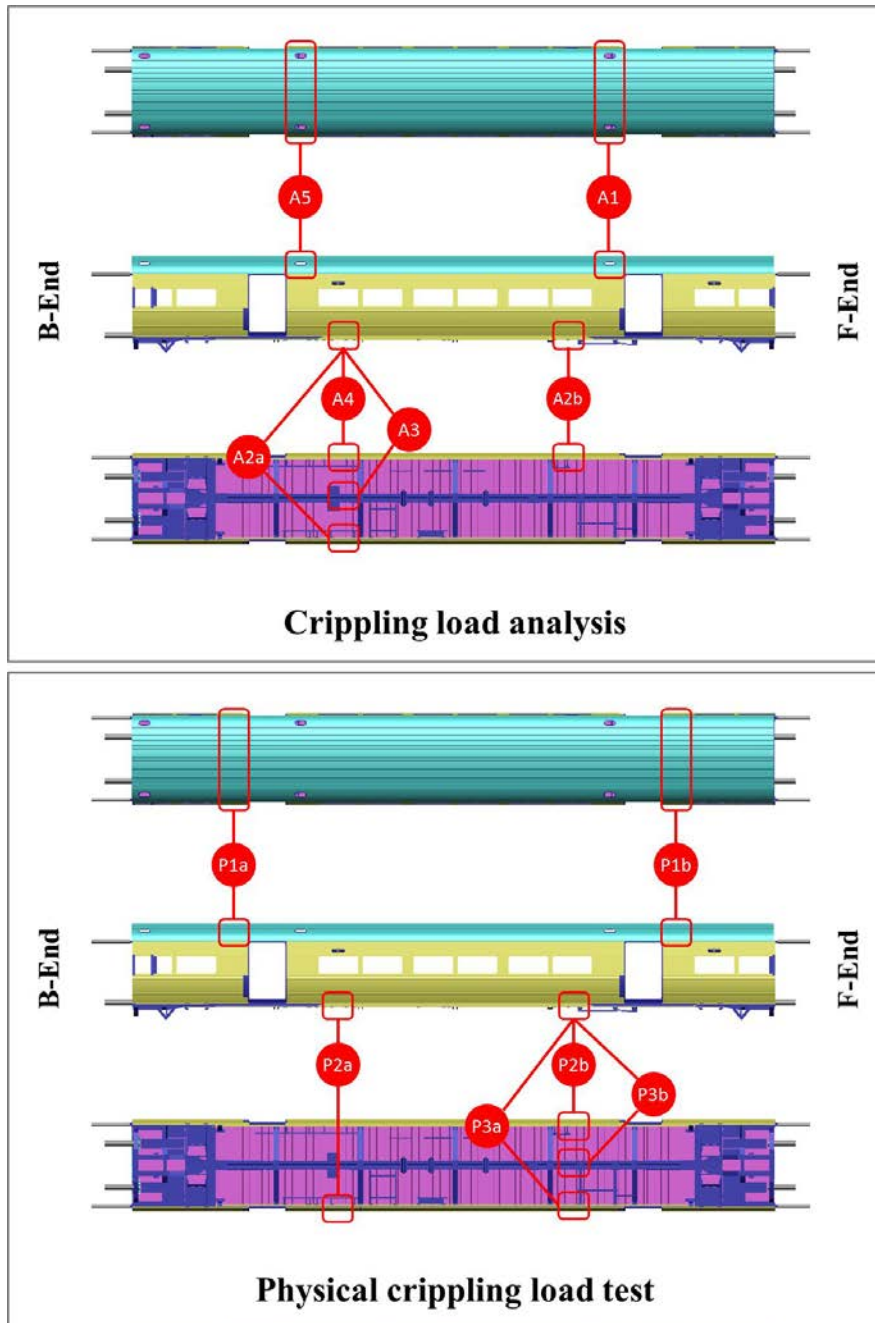 A5
A1
B-End
F-End
A4
A2b
A3
A2a
Crippling load analysis
P1a
P1b
B-End
F-End
P2a
P2b
P3b
P3a
Physical crippling load test